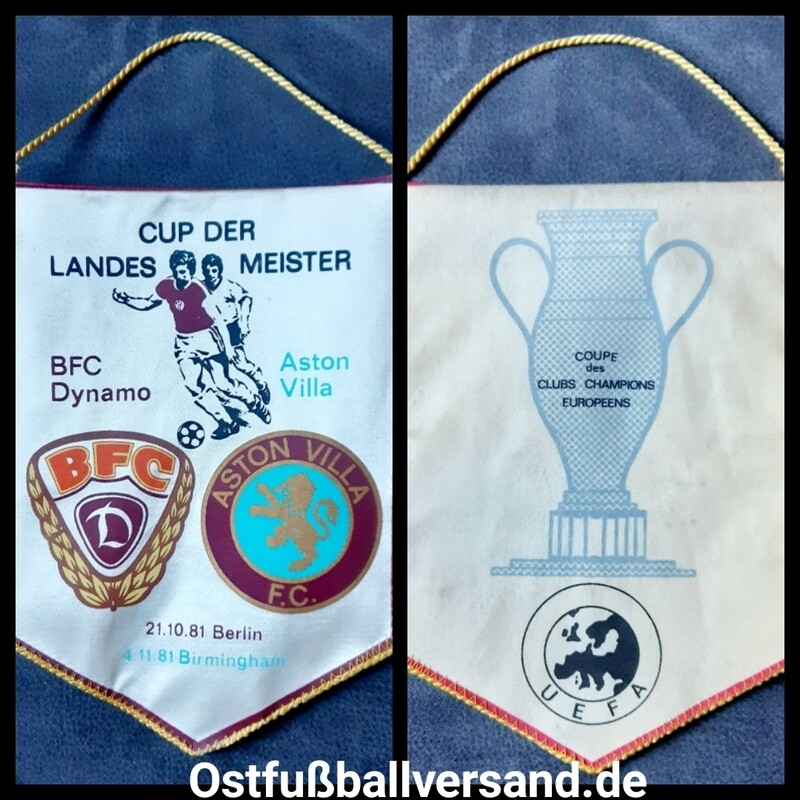 CUP DER
LANDES MEISTER
BFC
Dynamo
Aston
Villa
BFC
D
ASTON VILLA
F.C.
21.10.81 Berlin
4.11 81 Birmingham
COUPE
des
CLUBS CHAMPIONS
EUROPEENS
UEFA
Ostfußballversand.de